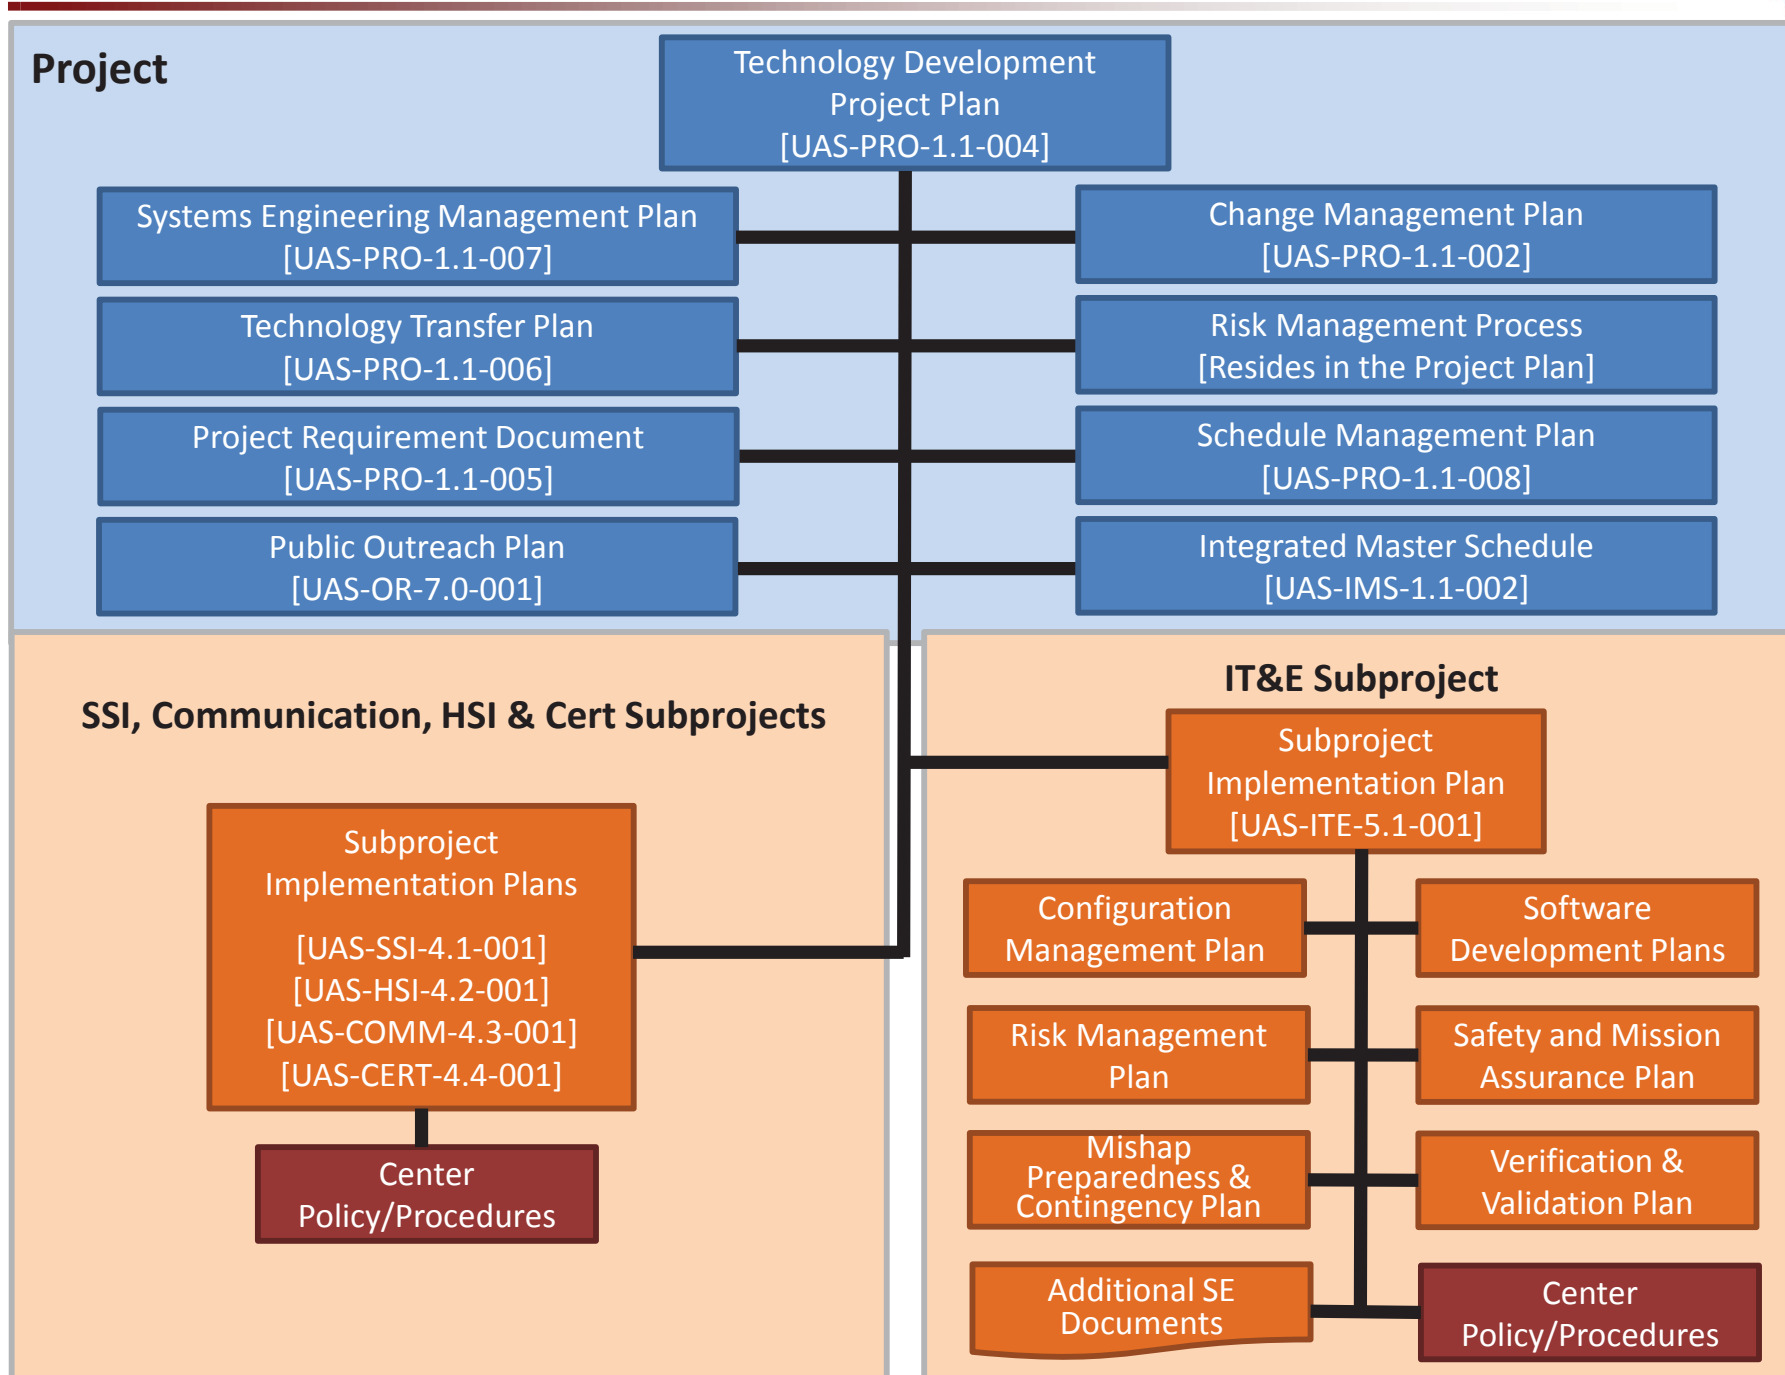 Project
Technology Development
Project Plan
[UAS-PRO-1.1-004]
Systems Engineering Management Plan
[UAS-PRO-1.1-007]
Change Management Plan
[UAS-PRO-1.1-002]
Technology Transfer Plan
[UAS-PRO-1.1-006]
Risk Management Process
[Resides in the Project Plan]
Project Requirement Document
[UAS-PRO-1.1-005]
Schedule Management Plan
[UAS-PRO-1.1-008]
Public Outreach Plan
[UAS-OR-7.0-001]
Integrated Master Schedule
[UAS-IMS-1.1-002]
SSI, Communication, HSI & Cert Subprojects
Subproject
Implementation Plans
[UAS-SSI-4.1-001]
[UAS-HSI-4.2-001]
[UAS-COMM-4.3-001]
[UAS-CERT-4.4-001]
Center
Policy/Procedures
IT&E Subproject
Subproject
Implementation Plan
[UAS-ITE-5.1-001]
Configuration
Management Plan
Software
Development Plans
Risk Management
Plan
Safety and Mission
Assurance Plan
Mishap
Preparedness &
Contingency Plan
Verification &
Validation Plan
Additional SE
Documents
Center
Policy/Procedures